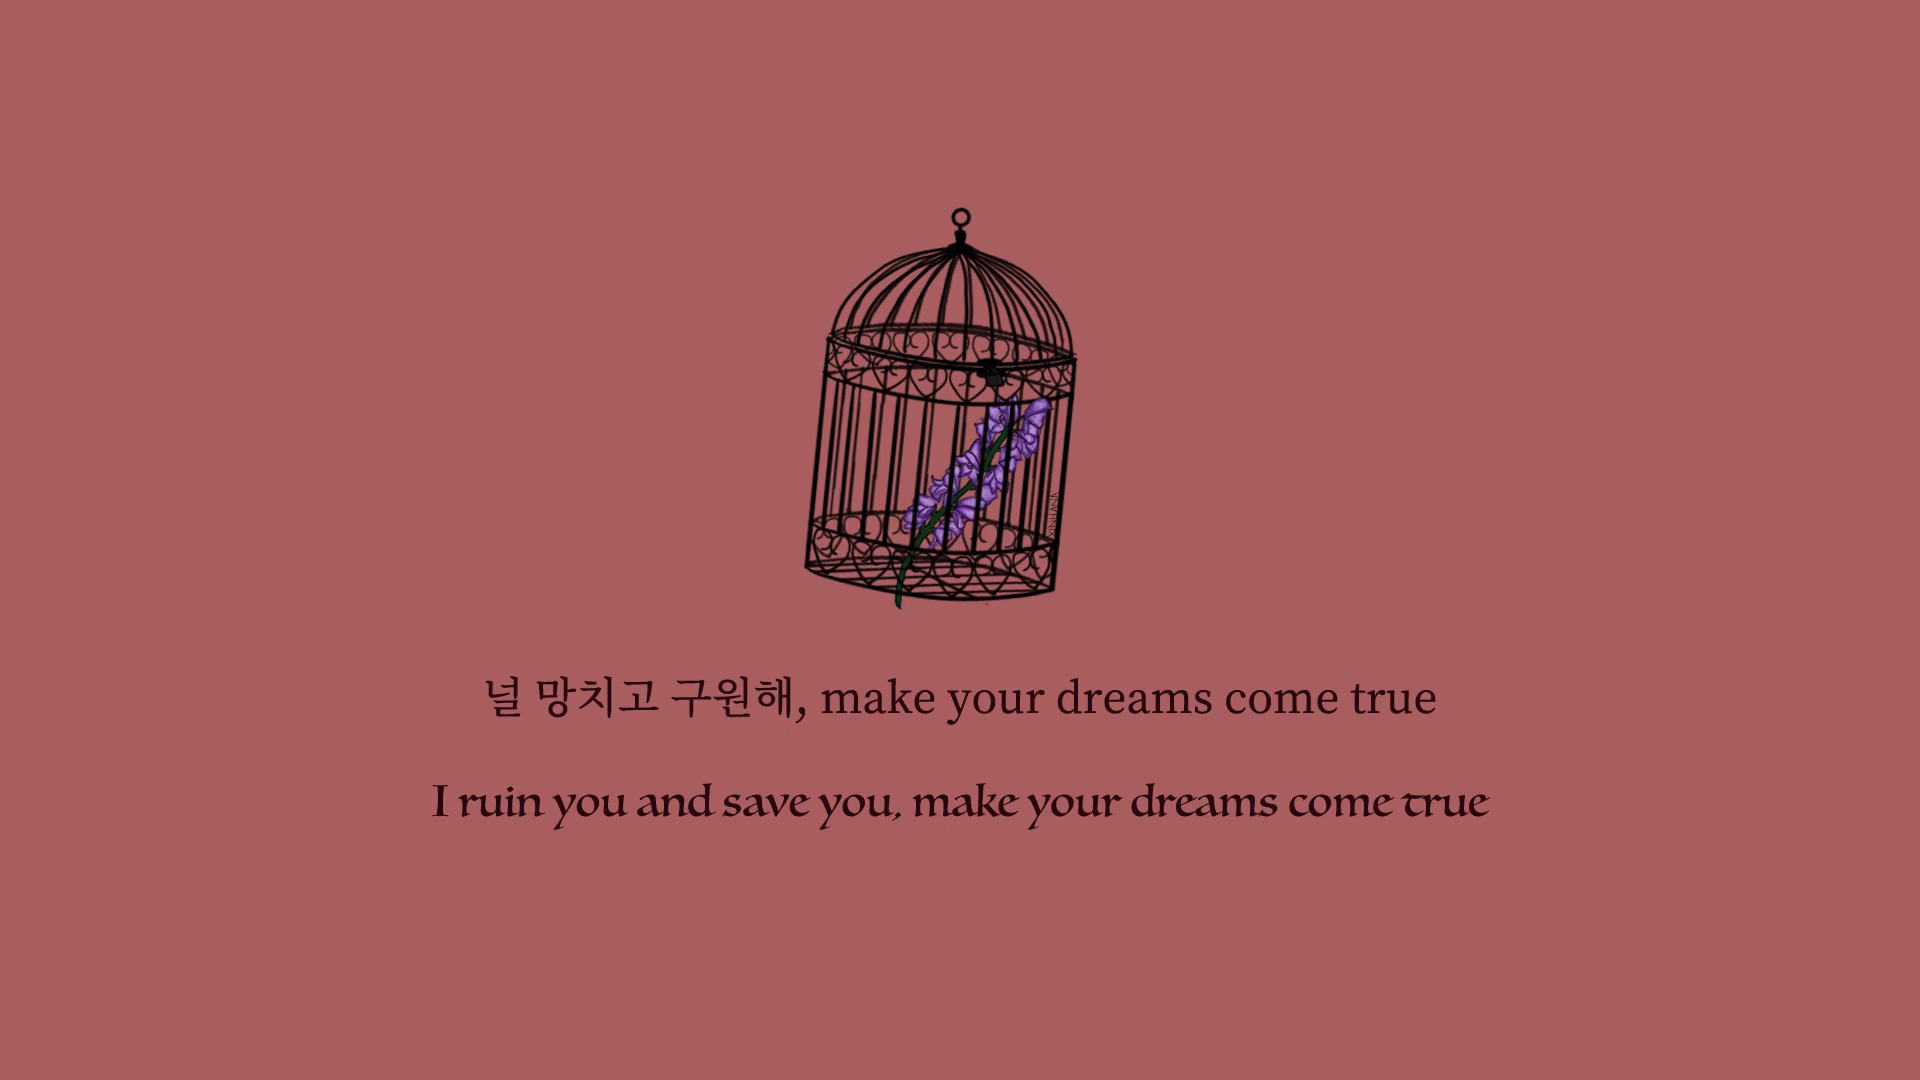 널 망치고 구원해, make your dreams come true
I ruin you and save you, make your dreams come true